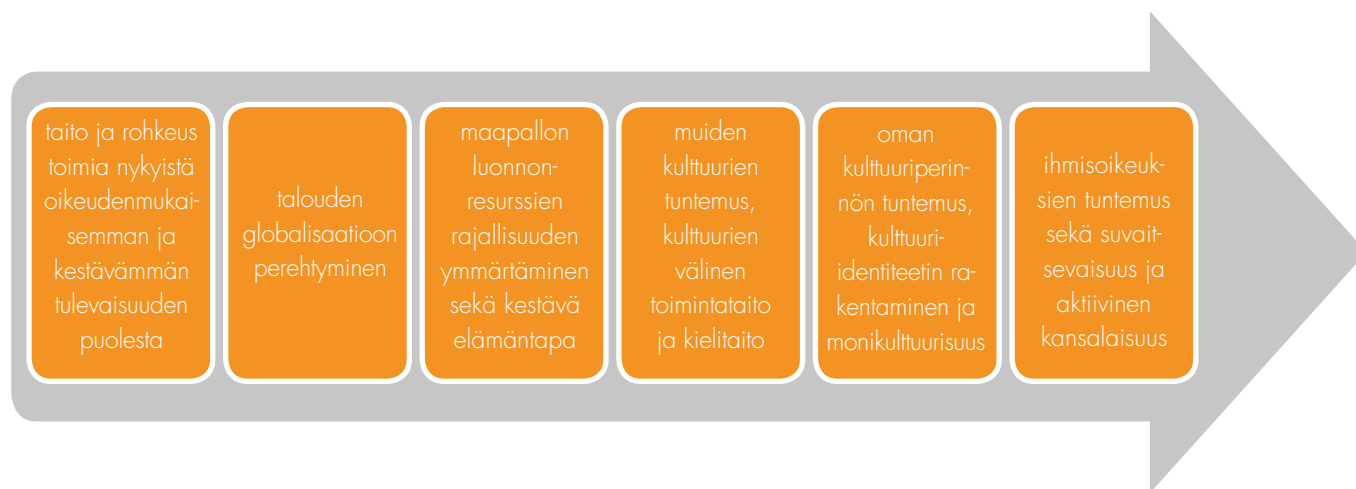 taito ja rohkeus
toimia nykyistä
oikeudenmukai-
semman ja
kestävämmän
tulevaisuuden
puolesta
talouden
globalisaatioon
perehtyminen
maapallon
luonnon-
resurssien
rajallisuuden
ymmärtäminen
sekä kestävä
elämäntapa
muiden
kulttuurien
tuntemus,
kulttuurien
välinen
toimintataito
ja kielitaito
oman
kulttuuriperin-
nön tuntemus,
kulttuuri-
identiteetin ra-
kentaminen ja
monikulttuurisuus
ihmisoikeuk-
sien tuntemus
sekä suvait-
sevaisuus ja
aktiivinen
kansalaisuus